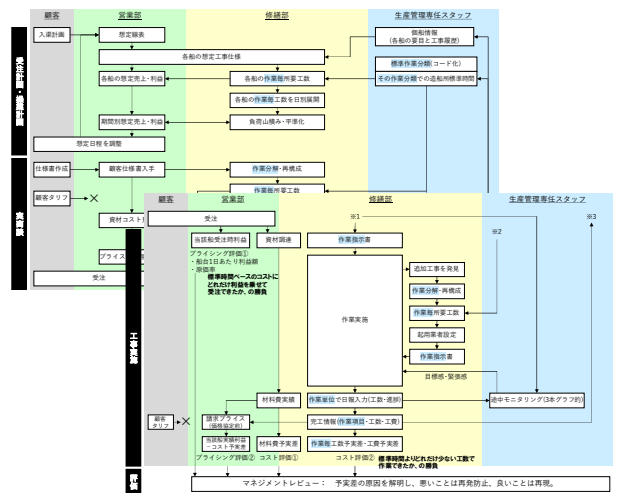 顧客
営業部
修繕部
生産管理専任スタッフ
入渠計画
想定線表
個船情報
(各船の要目と工事履歴)
各船の想定工事仕様
標準作業分類(コード化)
各船の想定売上・利益
各船の作業毎所要工数
その作業分類での造船所標準時間
各船の作業毎工数を日別展開
期間別想定売上・利益
負荷山積み・平準化
想定日程を調整
仕様書作成
顧客仕様書入手
作業分解・再構成
作業毎所要工数
顧客タリフ
資材コスト
プライス
受注
顧客
営業部
修繕部
生産管理専任スタッフ
受注
※1
※3
当該船受注時利益
資材調達
作業指示書
※2
プライシング評価①
・船台1日あたり利益額
・原価率
標準時間ベースのコストに
どれだけ利益を乗せて
受注できたか、の勝負
追加工事を発見
作業分解・再構成
作業毎所要工数
作業実施
起用業者設定
作業指示書
目標感・緊張感
材料費実績
作業単位で日報入力(工数・進捗)
途中モニタリング(3本グラフ的)
工事実施
顧客
タリフ
請求プライス
(価格協定前)
完工情報(作業項目・工数・工費)
当該船実績利益
－コスト予実差
材料費予実差
作業毎工数予実差・工費予実差
プライシング評価②
コスト評価①
コスト評価②
標準時間よりどれだけ少ない工数で
作業できたか、の勝負
評価
マネジメントレビュー： 予実差の原因を解明し、悪いことは再発防止、良いことは再現。